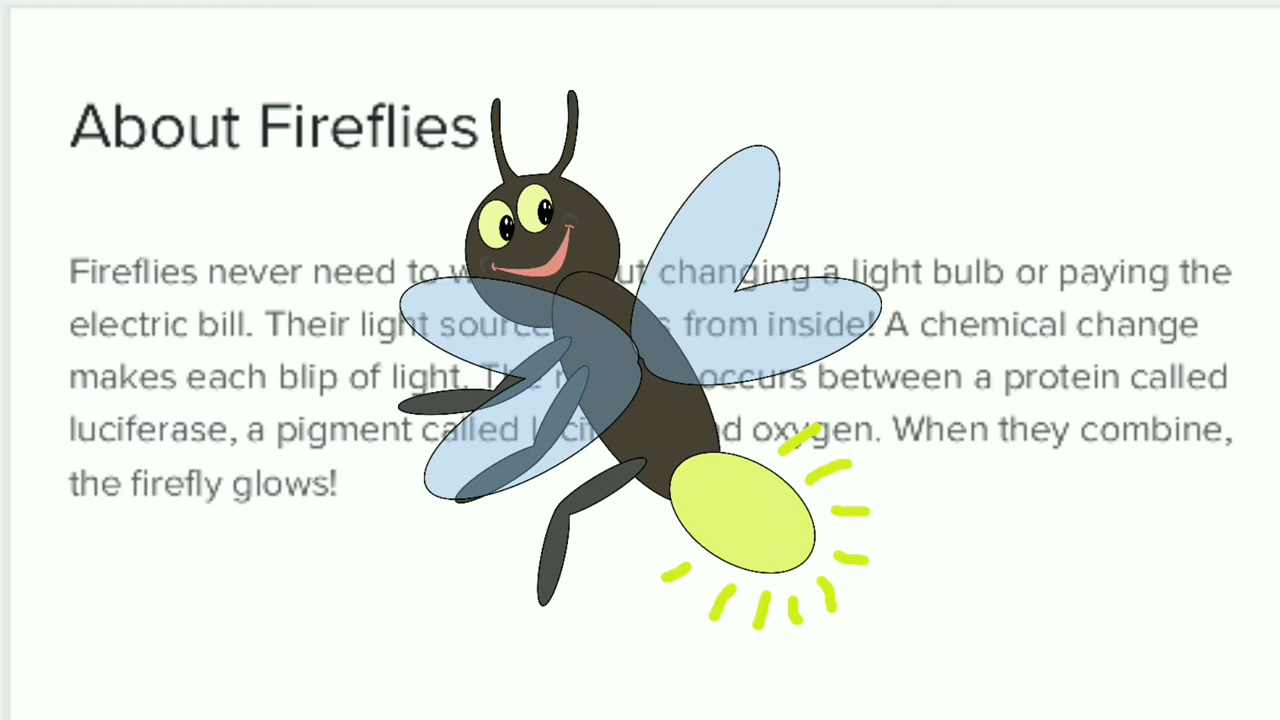 About Fireflies
Fireflies never need to changing a light bulb or paying the
electric bill. Their light source from inside! A chemical change
makes each blip of light. The occurs between a protein called
luciferase, a pigment called oxygen. When they combine,
the firefly glows!